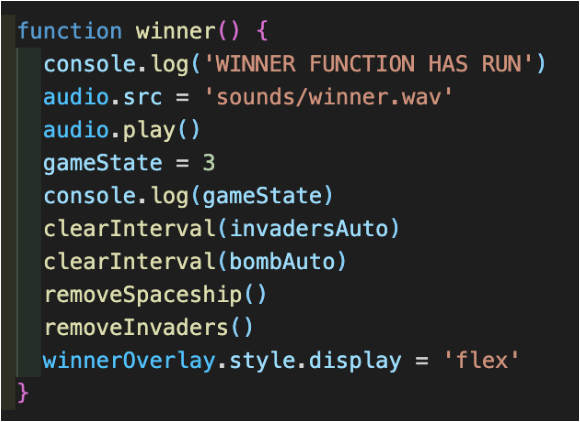 function winner() {
  console.log('WINNER FUNCTION HAS RUN')
  audio.src = 'sounds/winner.wav'
  audio.play()
  gameState = 3
  console.log(gameState)
  clearInterval(invadersAuto)
  clearInterval(bombAuto)
  removeSpaceship()
  removeInvaders()
  winnerOverlay.style.display = 'flex'
}